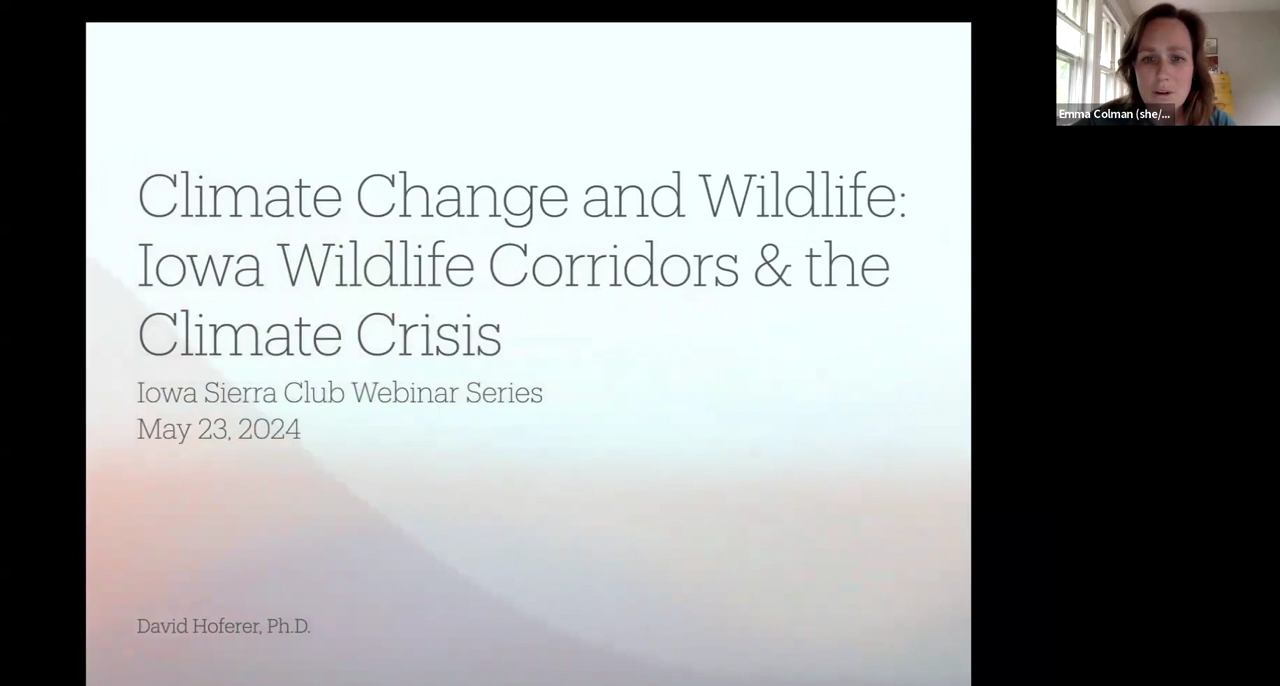 Climate Change and Wildlife:
Iowa Wildlife Corridors & the
Climate Crisis
Iowa Sierra Club Webinar Series
May 23, 2024
David Hoferer, Ph.D.
Emma Colman (she/...